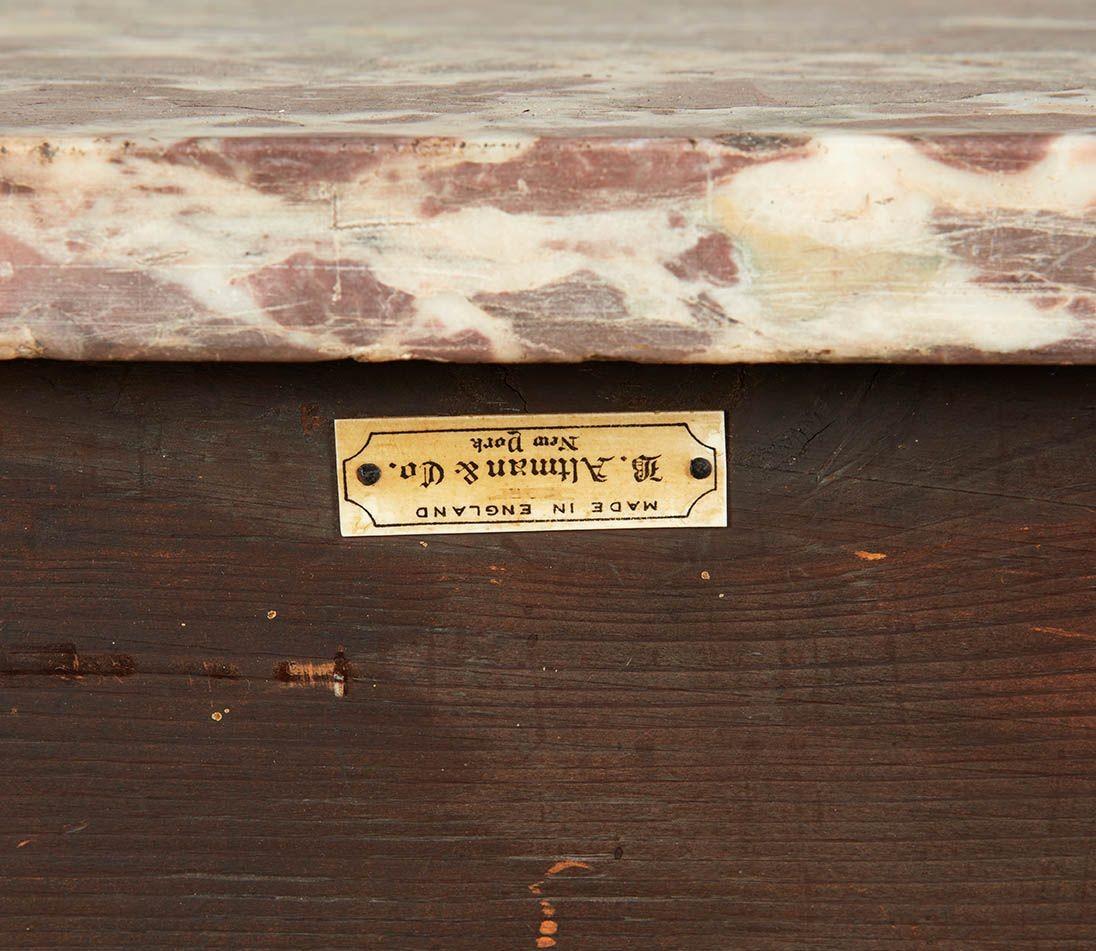 MADE IN ENGLAND
B. Altman & Co.
New York